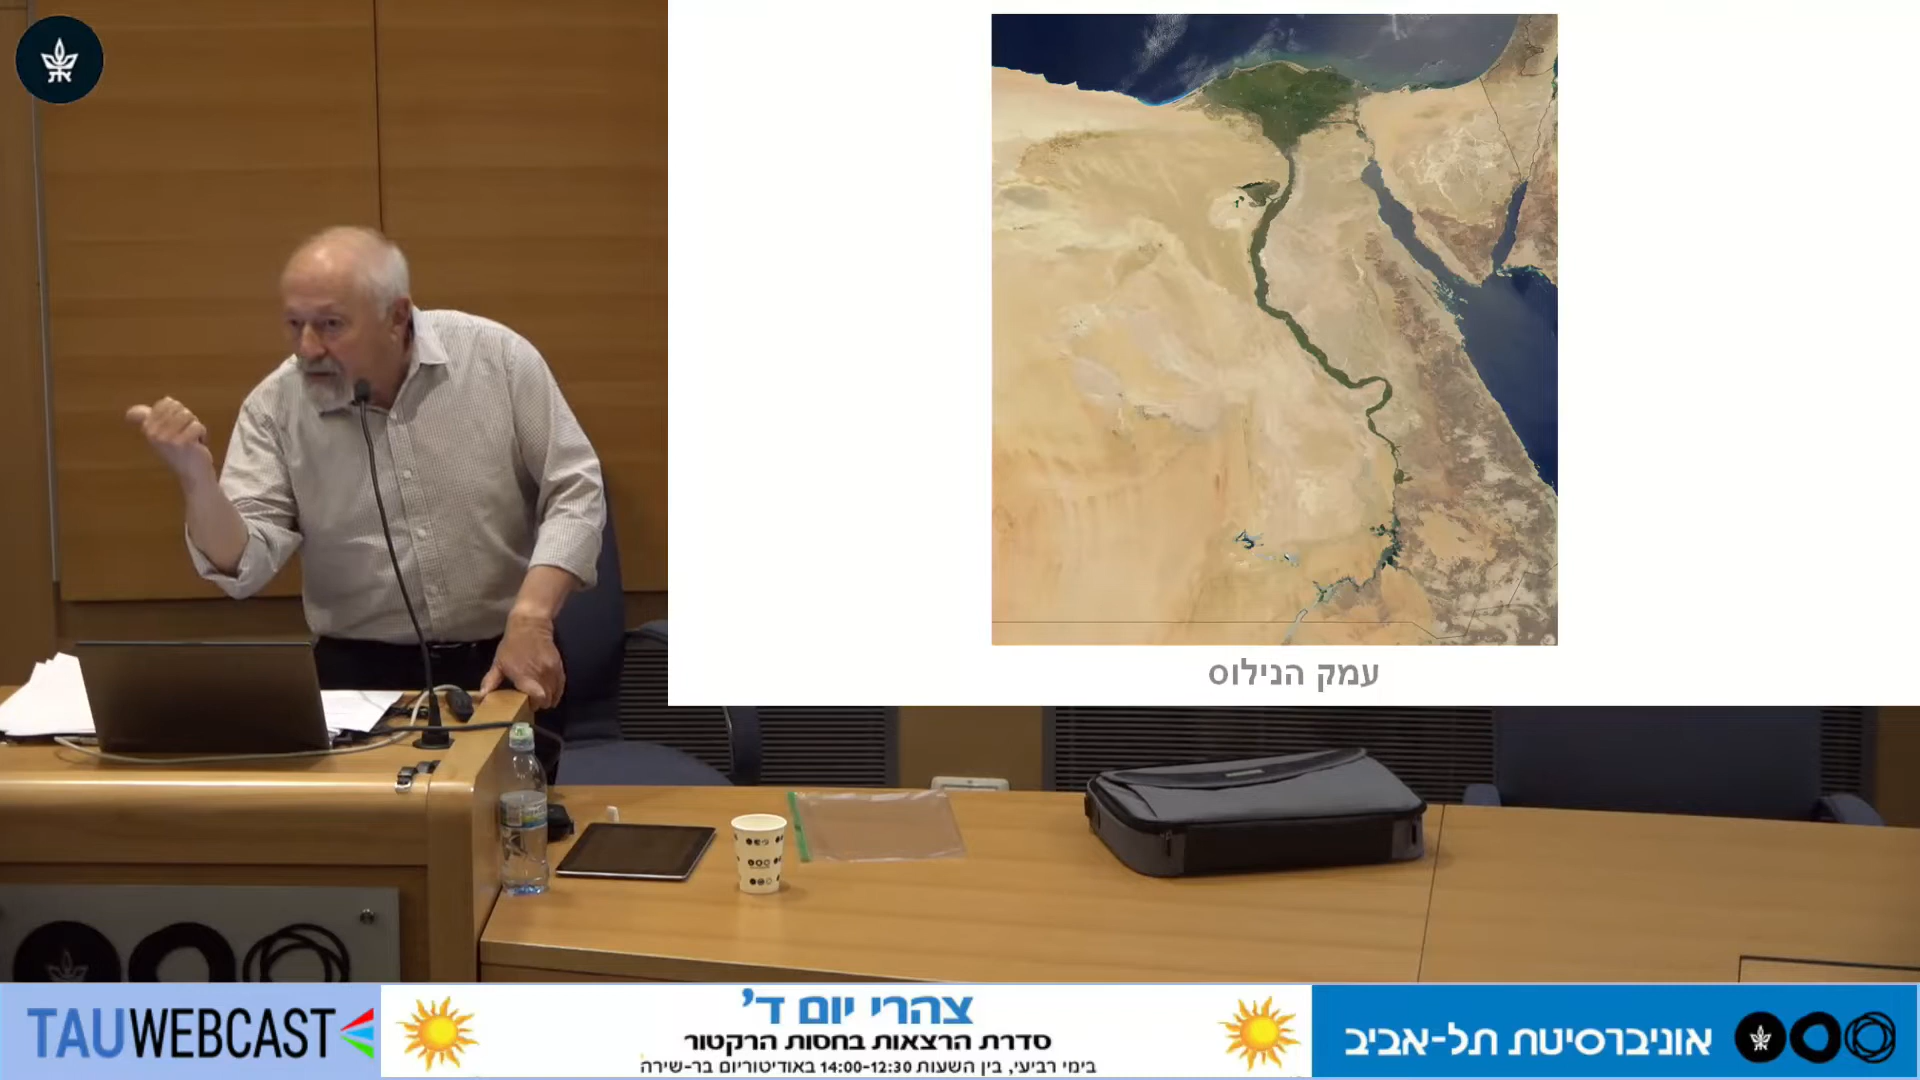 את
עמק הנילוס
TAUWEBCAST
צהרי יום ד'
סדרת הרצאות בחסות הרקטור
בימי רביעי, בין השעות 14:00-12:30 באודיטוריום בר-שירה
אוניברסיטת תל-אביב